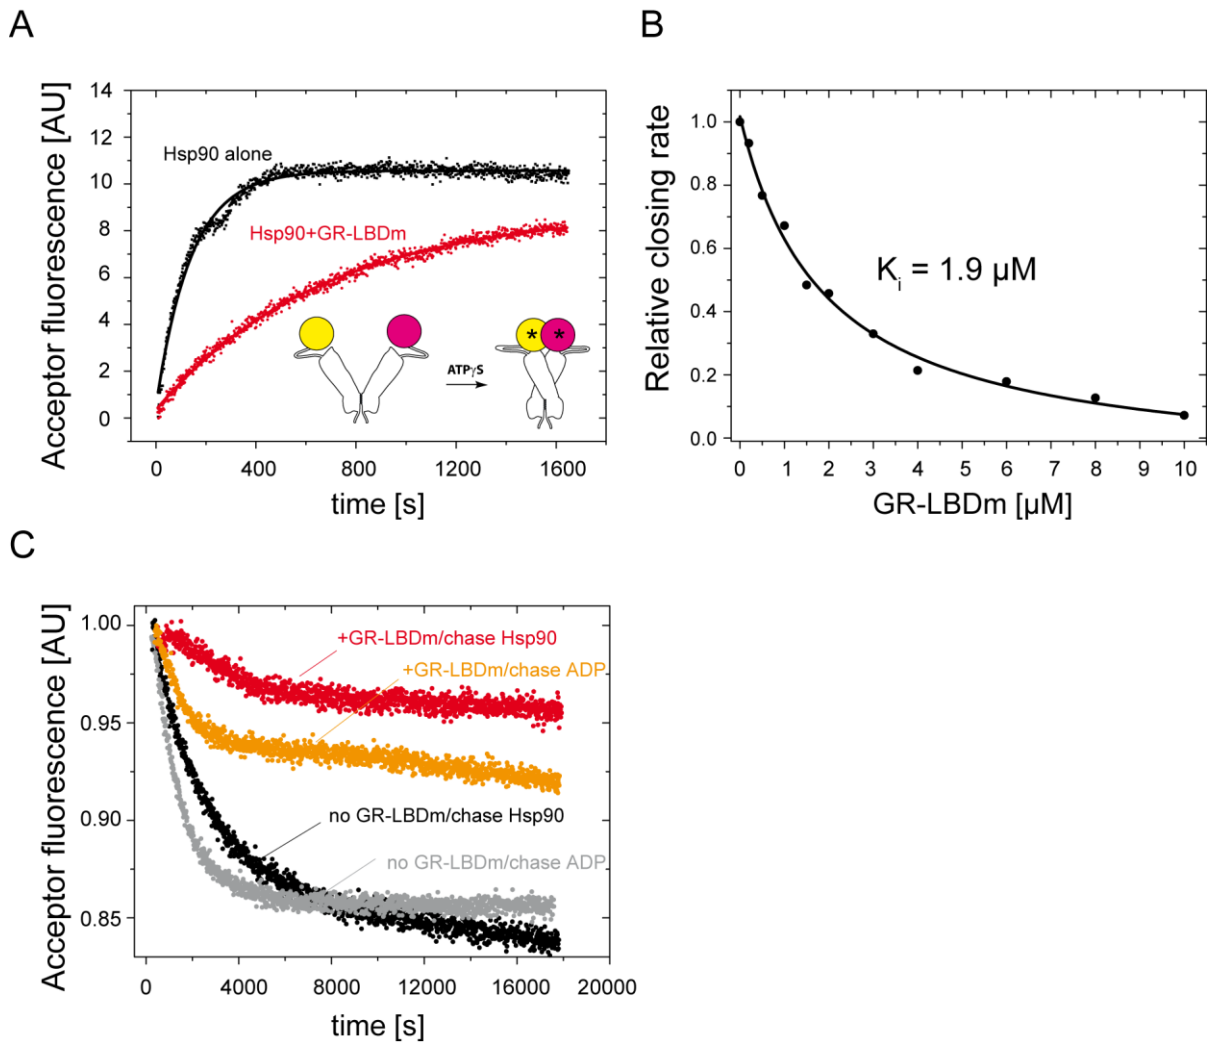 A
Acceptor fluorescence [AU]
14
12
10
8
6
4
2
0
Hsp90 alone
Hsp90+GR-LBDm
* *
ATPγS
0 400 800 1200 1600
time [s]
B
Relative closing rate
1.0
0.8
0.6
0.4
0.2
0.0
Ki = 1.9 µM
0 1 2 3 4 5 6 7 8 9 10
GR-LBDm [µM]
C
Acceptor fluorescence [AU]
1.00
0.95
0.90
0.85
+GR-LBDm/chase Hsp90
+GR-LBDm/chase ADP
no GR-LBDm/chase Hsp90
no GR-LBDm/chase ADP
0 4000 8000 12000 16000 20000
time [s]